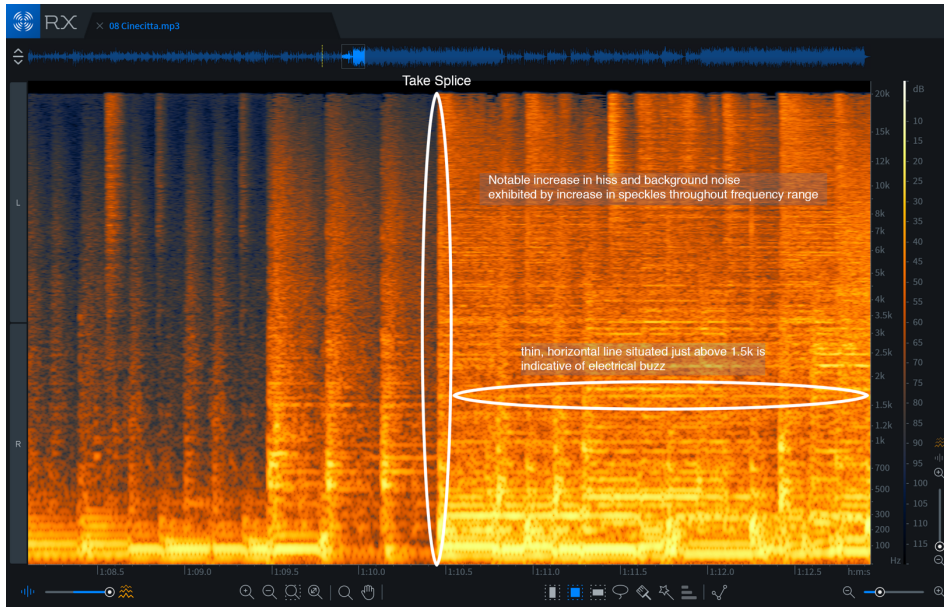 RX
× 08 Cinecitta.mp3
Take Splice
Notable increase in hiss and background noise
exhibited by increase in speckles throughout frequency range
thin, horizontal line situated just above 1.5k is
indicative of electrical buzz
L
R
20k
15k
12k
10k
8k
7k
6k
5k
4k
3.5k
3k
2.5k
2k
1.5k
1.2k
1k
700
500
300
200
100
Hz
dB
10
15
20
25
30
35
40
45
50
55
60
65
70
75
80
85
90
95
100
105
110
115
1:08.5 1:09.0 1:09.5 1:10.0 1:10.5 1:11.0 1:11.5 1:12.0 1:12.5 h:m:s